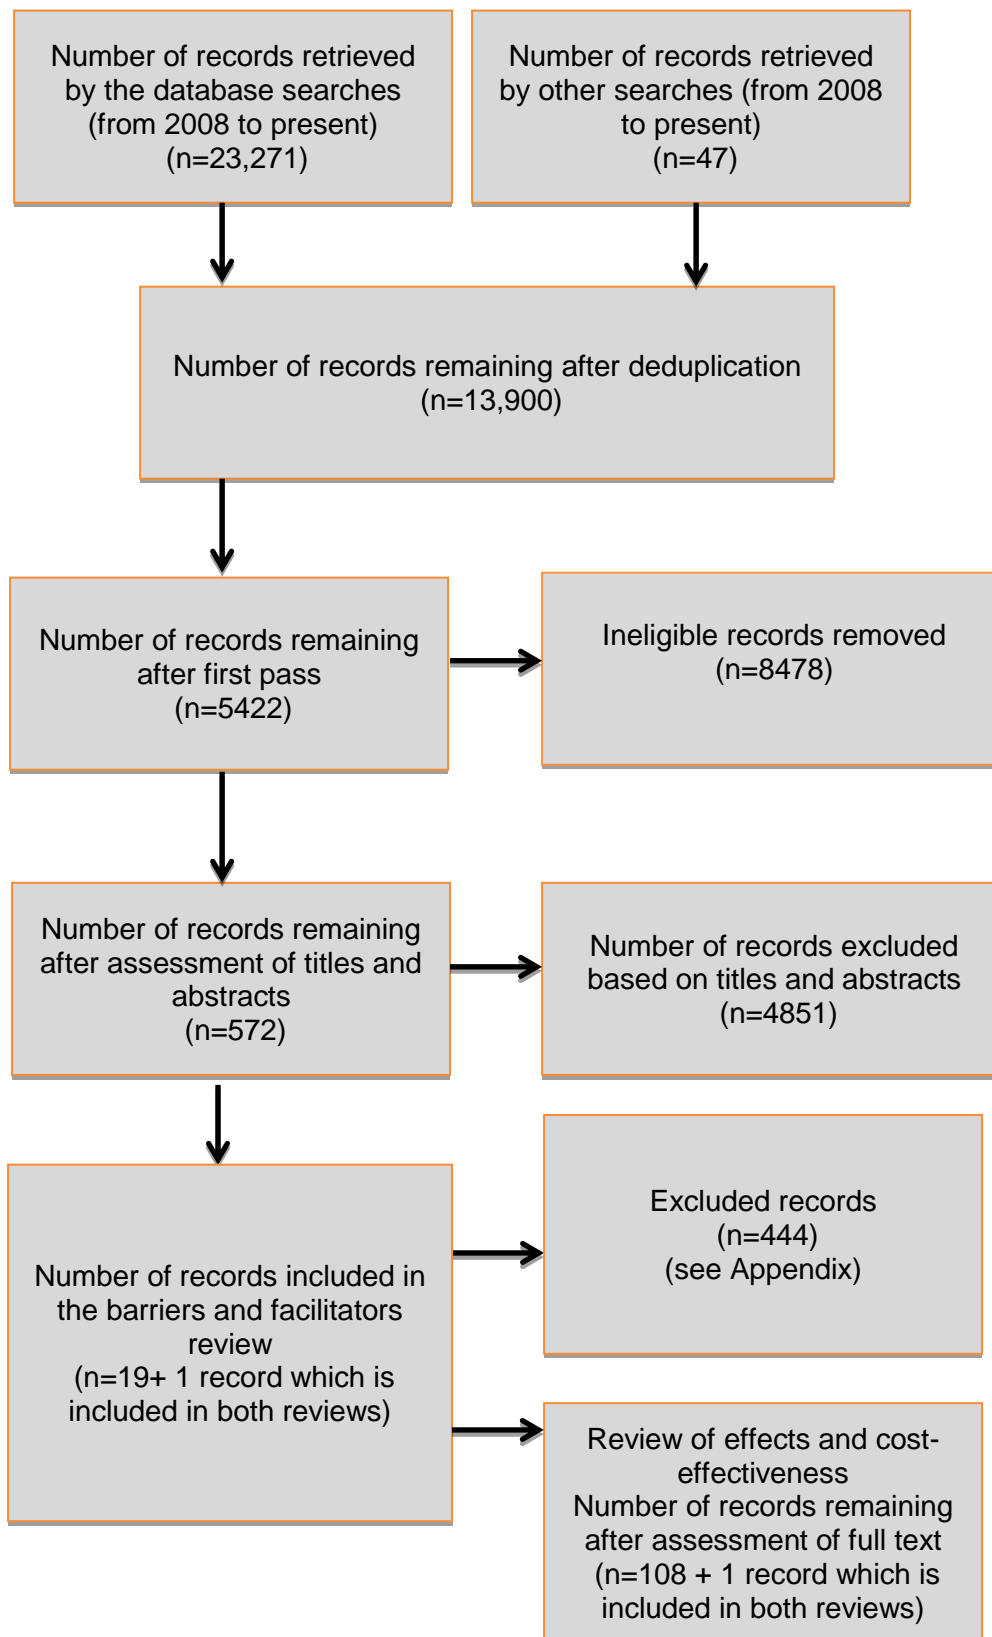 Number of records retrieved
by the database searches
(from 2008 to present)
(n=23,271)
Number of records retrieved
by other searches (from 2008
to present)
(n=47)
Number of records remaining after deduplication
(n=13,900)
Number of records remaining
after first pass
(n=5422)
Ineligible records removed
(n=8478)
Number of records remaining
after assessment of titles and
abstracts
(n=572)
Number of records excluded
based on titles and abstracts
(n=4851)
Number of records included in
the barriers and facilitators
review
(n=19+ 1 record which is
included in both reviews)
Excluded records
(n=444)
(see Appendix)
Review of effects and cost-
effectiveness
Number of records remaining
after assessment of full text
(n=108 + 1 record which is
included in both reviews)